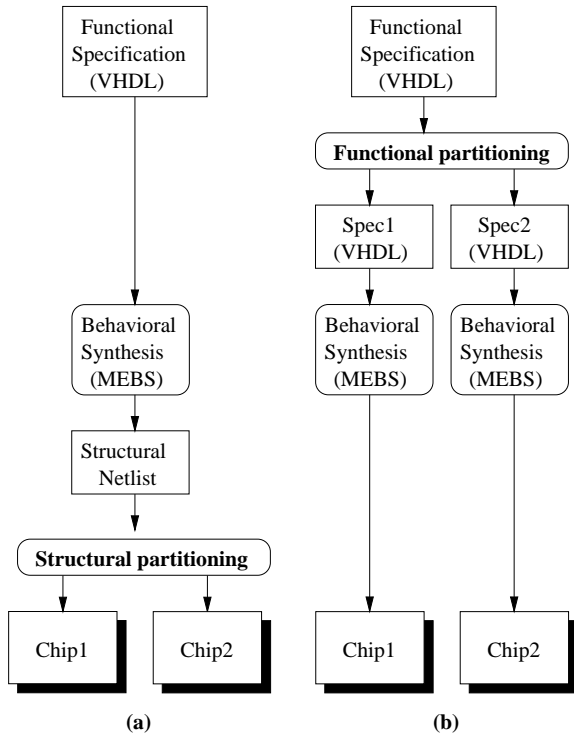 Functional
Specification
(VHDL)
Behavioral
Synthesis
(MEBS)
Structural
Netlist
Structural partitioning
Chip1
Chip2
(a)
Functional
Specification
(VHDL)
Functional partitioning
Spec1
(VHDL)
Spec2
(VHDL)
Behavioral
Synthesis
(MEBS)
Behavioral
Synthesis
(MEBS)
Chip1
Chip2
(b)